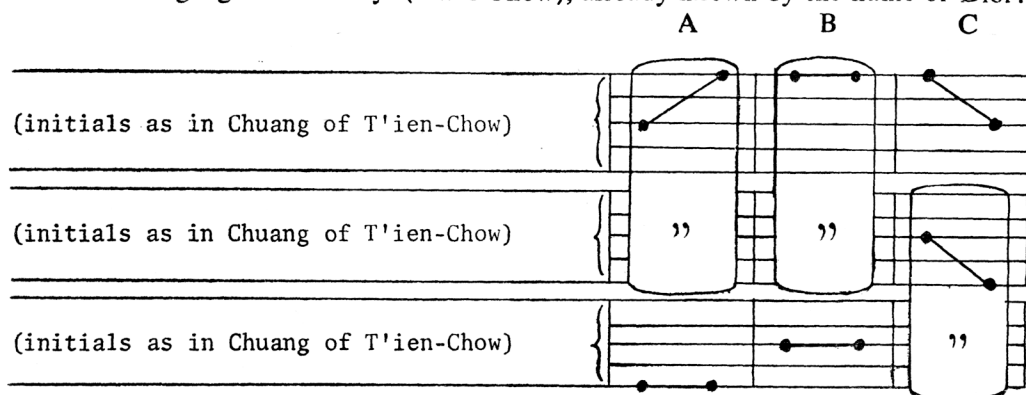 A B C
(initials as in Chuang of T'ien-Chow)
(initials as in Chuang of T'ien-Chow)
,, ,,
(initials as in Chuang of T'ien-Chow)
,,